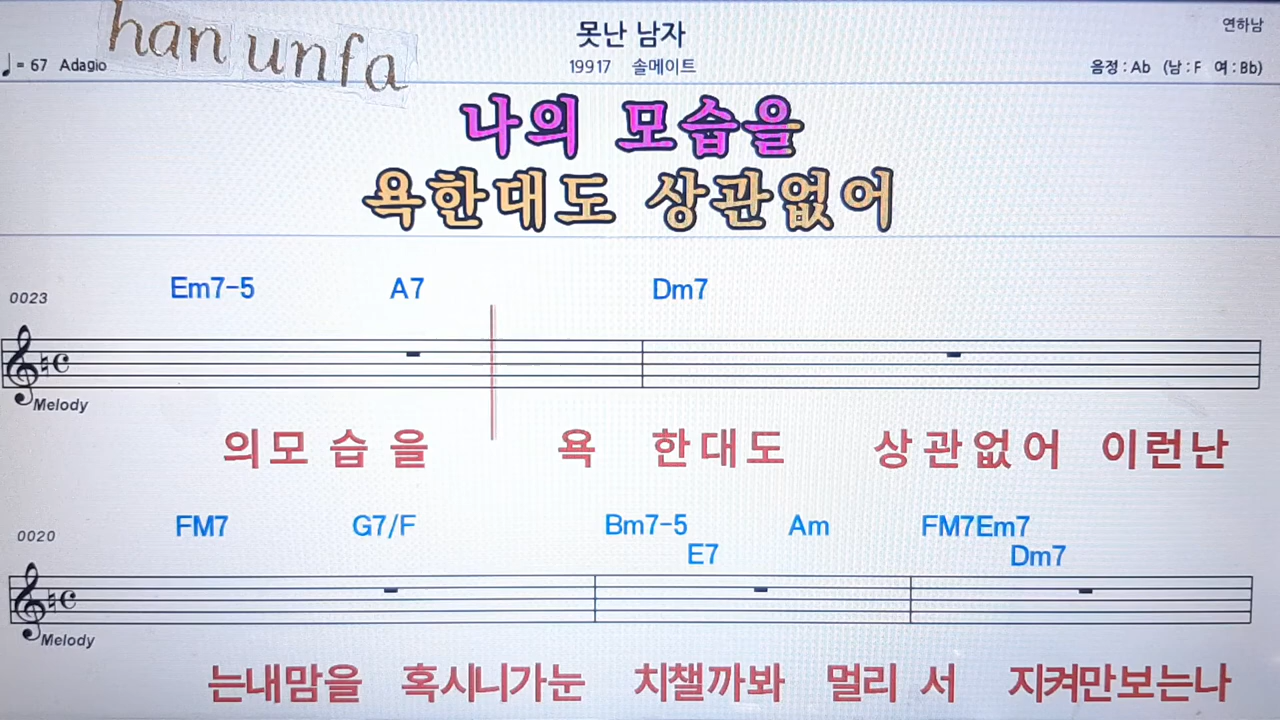 han unfa
못난 남자
연하남
♩= 67 Adagio
19917 솔메이트
음정 : Ab (남 : F 여 : Bb)
나의 모습을
욕한대도 상관없어
Em7-5 A7 Dm7
0023
Melody
의모 습 을 욕 한대도 상관없어 이런난
FM7 G7/F Bm7-5 Am FM7Em7
0020
E7 Dm7
Melody
는내맘을 혹시니가눈 치챌까봐 멀리 서 지켜만보는나